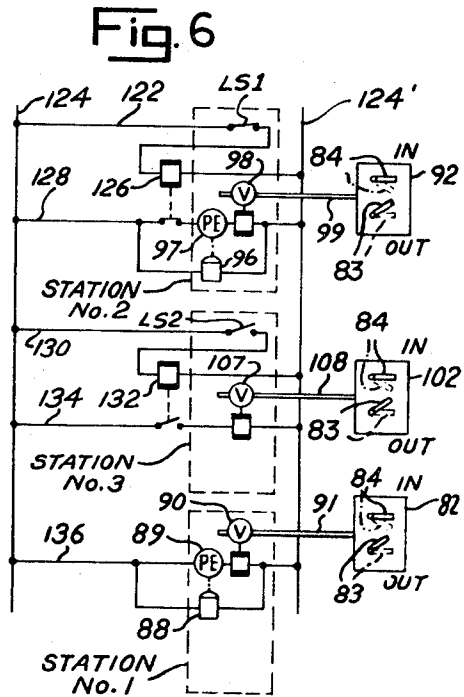 Fig. 6
124
122
LS1
124'
98
84
IN
92
126
128
V
PE
97
96
99
83
OUT
STATION
No. 2
LS2
130
107
84
IN
132
108
102
134
V
83
OUT
STATION
No. 3
90
84
IN
89
91
82
136
V
PE
83
OUT
88
STATION
No. 1